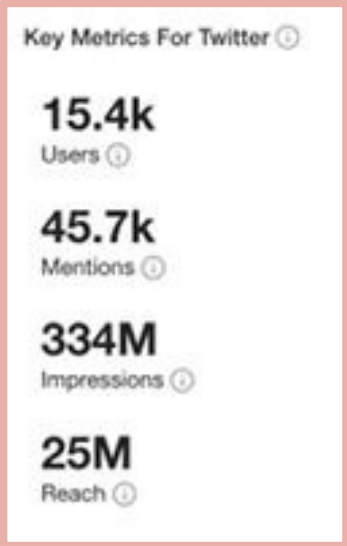 Key Metrics For Twitter
15.4k
Users
45.7k
Mentions
334M
Impressions
25M
Reach